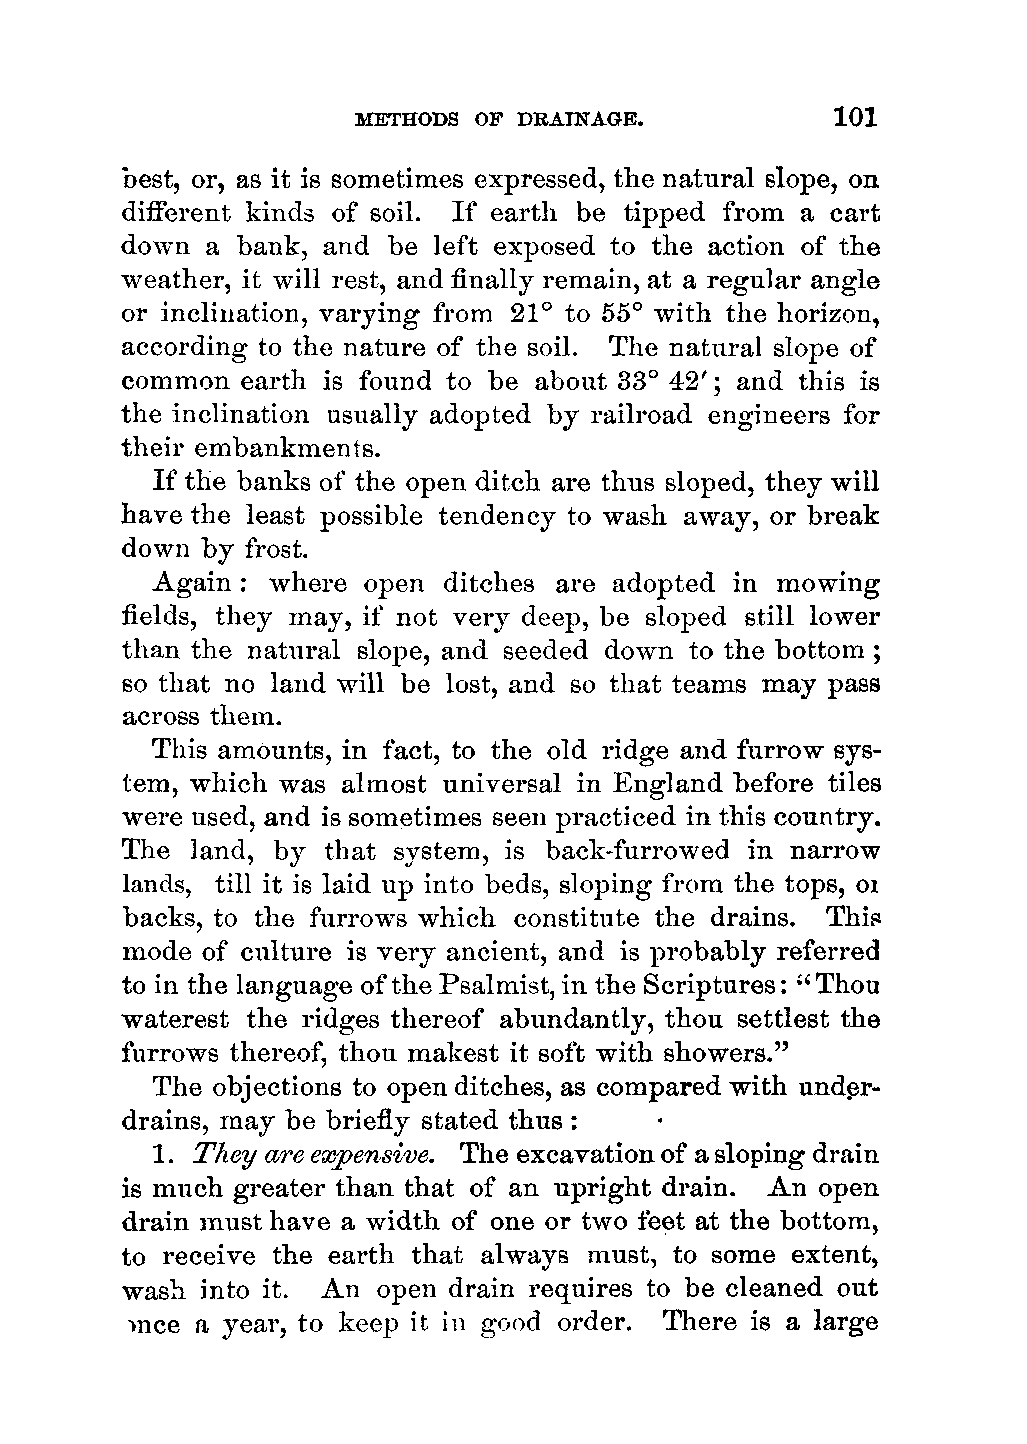 METHODS OF DRAINAGE. 101
best, or, as it is sometimes expressed, the natural slope, on
different kinds of soil. If earth be tipped from a cart
down a bank, and be left exposed to the action of the
weather, it will rest, and finally remain, at a regular angle
or inclination, varying from 21° to 55° with the horizon,
according to the nature of the soil. The natural slope of
common earth is found to be about 33° 42′; and this is
the inclination usually adopted by railroad engineers for
their embankments.
If the banks of the open ditch are thus sloped, they will
have the least possible tendency to wash away, or break
down by frost.
Again: where open ditches are adopted in mowing
fields, they may, if not very deep, be sloped still lower
than the natural slope, and seeded down to the bottom;
so that no land will be lost, and so that teams may pass
across them.
This amounts, in fact, to the old ridge and furrow sys-
tem, which was almost universal in England before tiles
were used, and is sometimes seen practiced in this country.
The land, by that system, is back-furrowed in narrow
lands, till it is laid up into beds, sloping from the tops, or
backs, to the furrows which constitute the drains. This
mode of culture is very ancient, and is probably referred
to in the language of the Psalmist, in the Scriptures: “Thou
waterest the ridges thereof abundantly, thou settlest the
furrows thereof, thou makest it soft with showers.”
The objections to open ditches, as compared with under-
drains, may be briefly stated thus:
1. They are expensive. The excavation of a sloping drain
is much greater than that of an upright drain. An open
drain must have a width of one or two feet at the bottom,
to receive the earth that always must, to some extent,
wash into it. An open drain requires to be cleaned out
once a year, to keep it in good order. There is a large